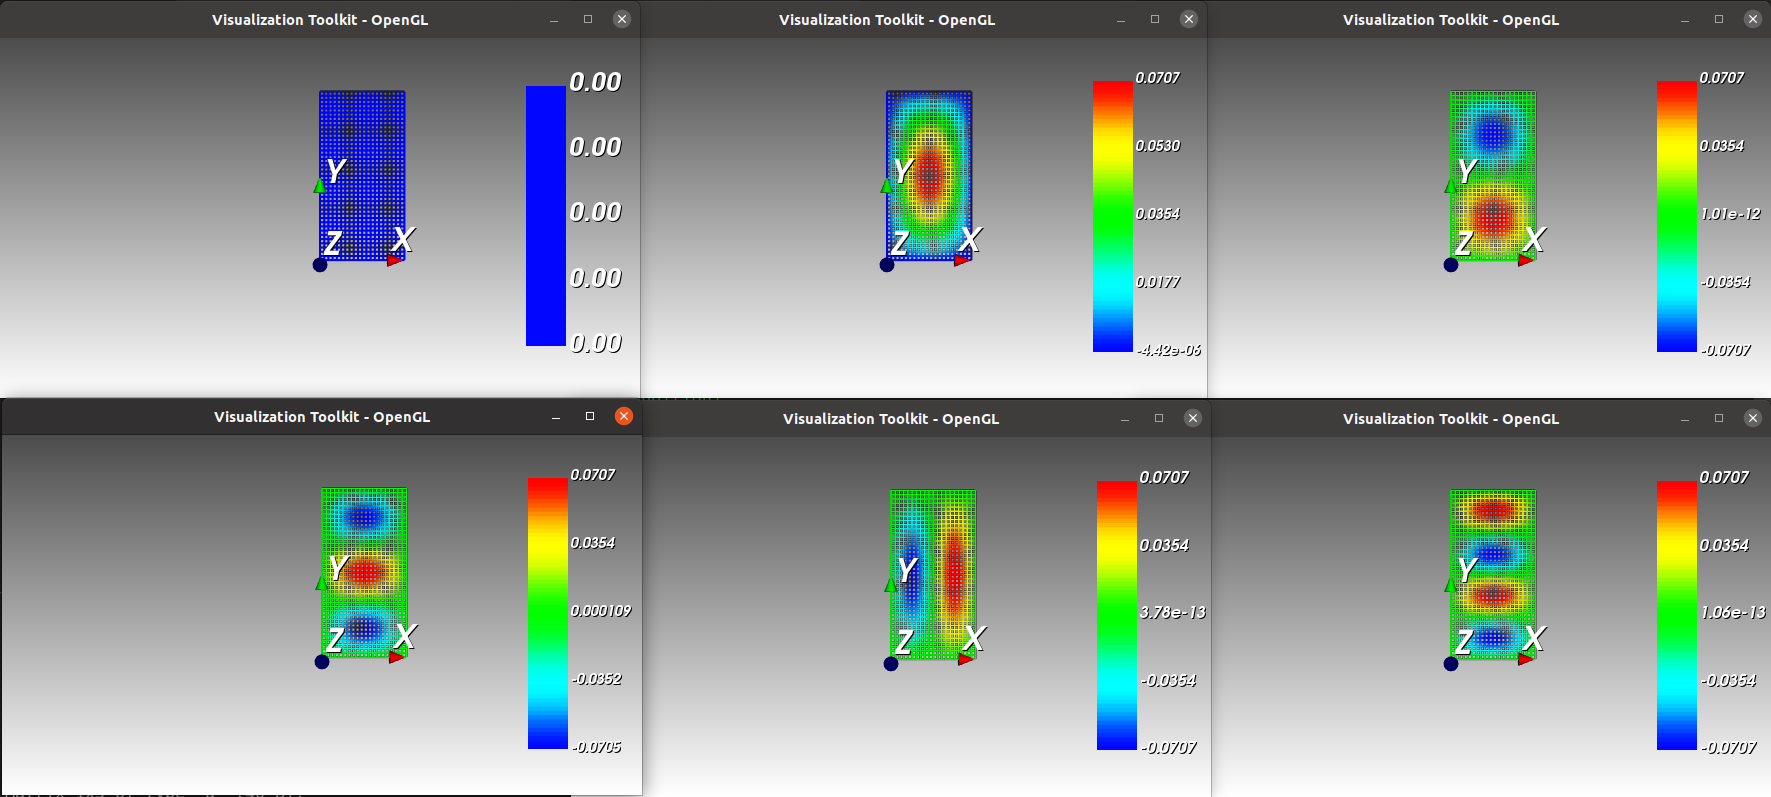 Visualization Toolkit - OpenGL
0.00
0.00
0.00
0.00
0.00
Y
Z
X
Visualization Toolkit - OpenGL
0.0707
0.0530
0.0354
0.0177
-4.42e-06
Y
Z
X
Visualization Toolkit - OpenGL
0.0707
0.0354
1.01e-12
-0.0354
-0.0707
Y
Z
X
Visualization Toolkit - OpenGL
0.0707
0.0354
0.000109
-0.0352
-0.0705
Y
Z
X
Visualization Toolkit - OpenGL
0.0707
0.0354
3.78e-13
-0.0354
-0.0707
Y
Z
X
Visualization Toolkit - OpenGL
0.0707
0.0354
1.06e-13
-0.0354
-0.0707
Y
Z
X